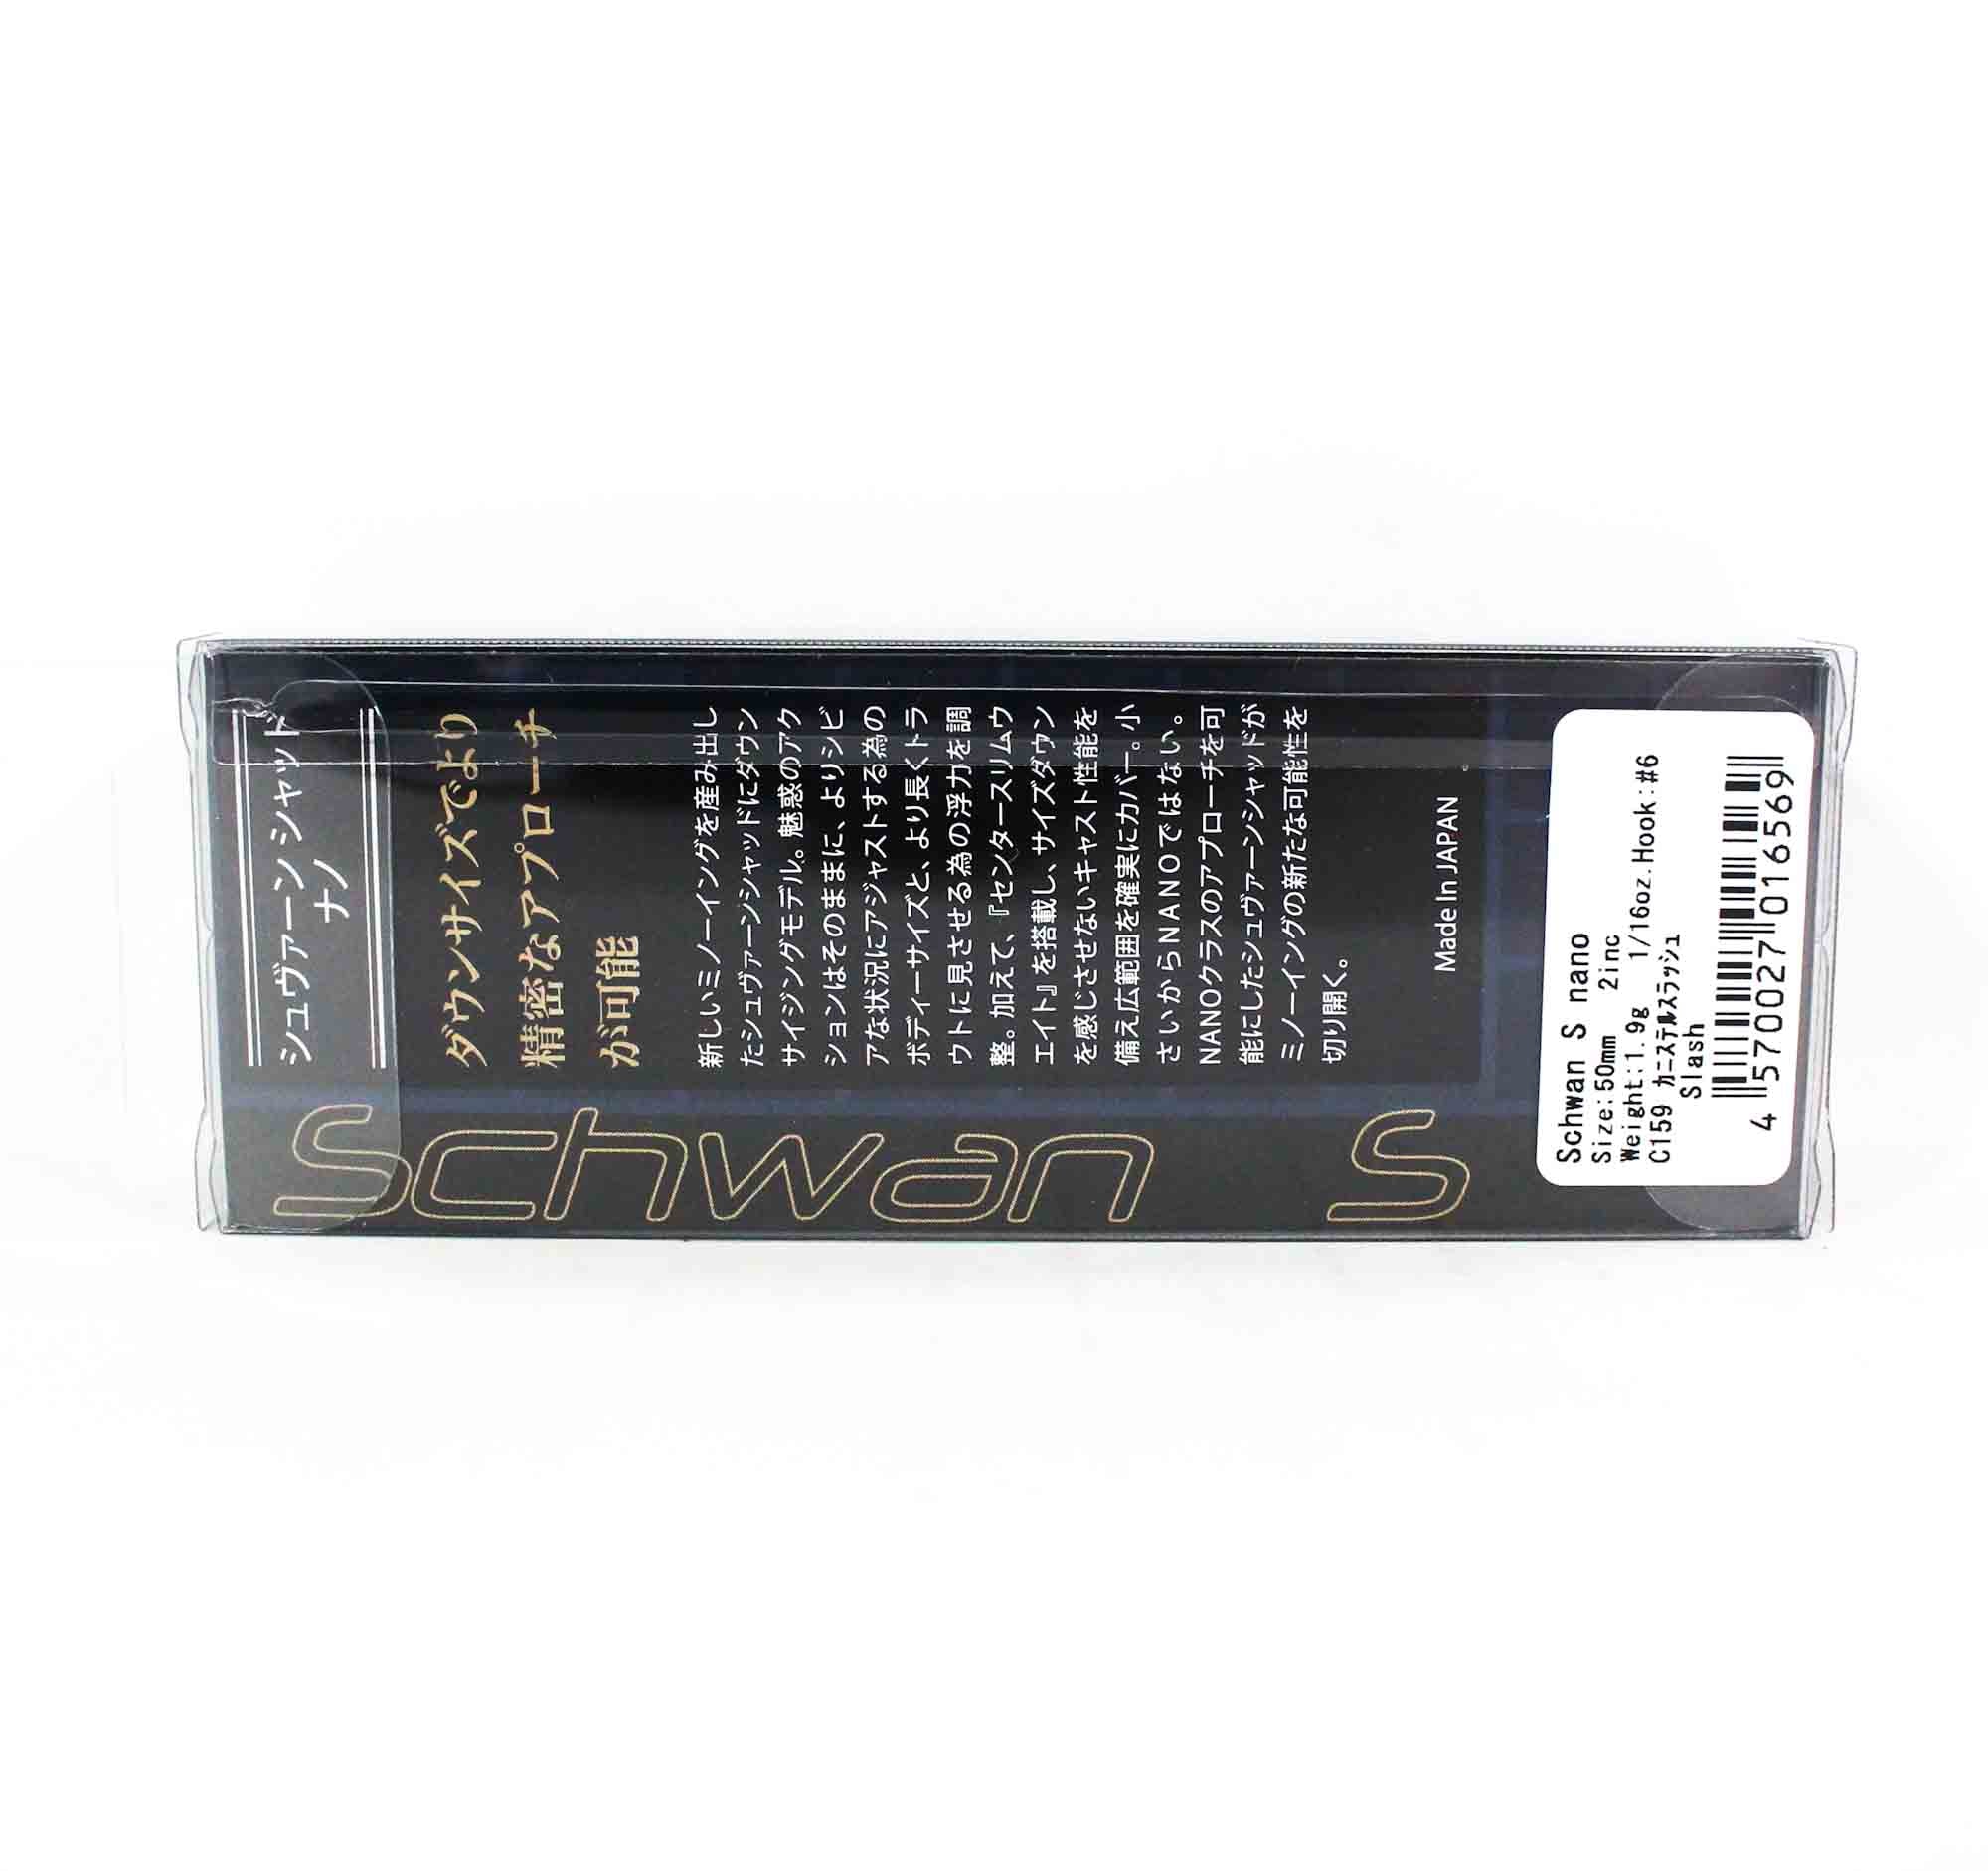 シュヴァーンシャッド
ナノ
ダウンサイズでより
精密なアプローチ
が可能
新しいミノーイングを産み出し
たシュヴァーンシャッドにダウン
サイジングモデル。魅惑のアク
ションはそのままに、よりシビ
アな状況にアジャストする為の
ボディーサイズと、より長くトラ
ウトに見させる為の浮力を調
整。加えて、『センタースリムウ
エイト』を搭載し、サイズダウン
を感じさせないキャスト性能を
備え広範囲を確実にカバー。小
さいからNANOではない。
NANOクラスのアプローチを可
能にしたシュヴァーンシャッドが
ミノーイングの新たな可能性を
切り開く。
Made In JAPAN
Schwan S
Schwan S nano
Size:50mm 2inc
Weight:1.9g 1/16oz.Hook:#6
C159 ｶﾆｽﾃﾙｽﾗｯｼｭ
Slash
4 570027 016569